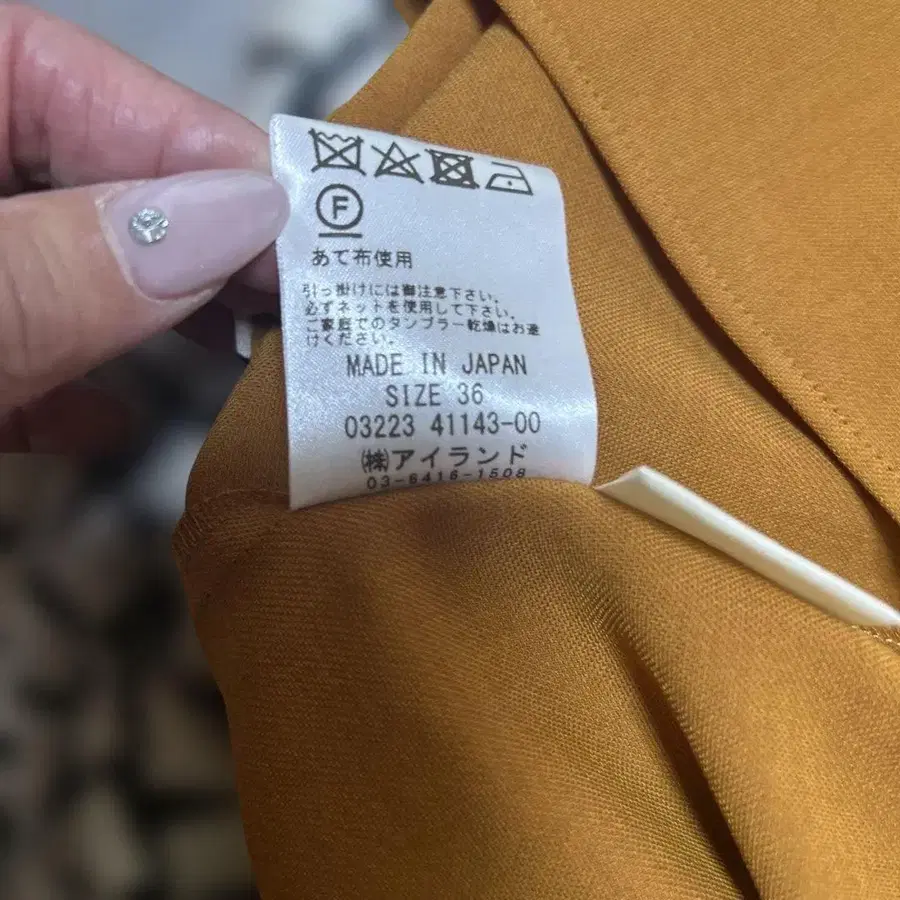 F
あて布使用
引っ掛けには御注意下さい。
必ずネットを使用して下さい。
ご家庭でのタンブラー乾燥はお避
けください。
MADE IN JAPAN
SIZE 36
03223 41143-00
㈱アイランド
03-6416-1508